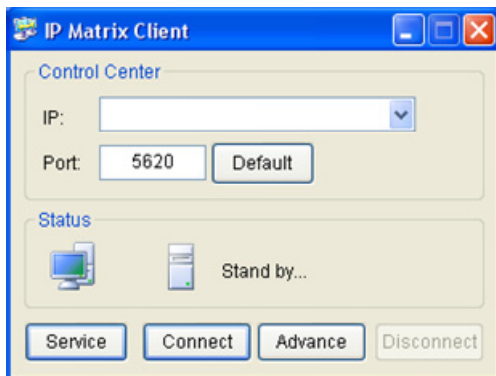 IP Matrix Client
Control Center
IP:
Port: 5620 Default
Status
Stand by...
Service Connect Advance Disconnect